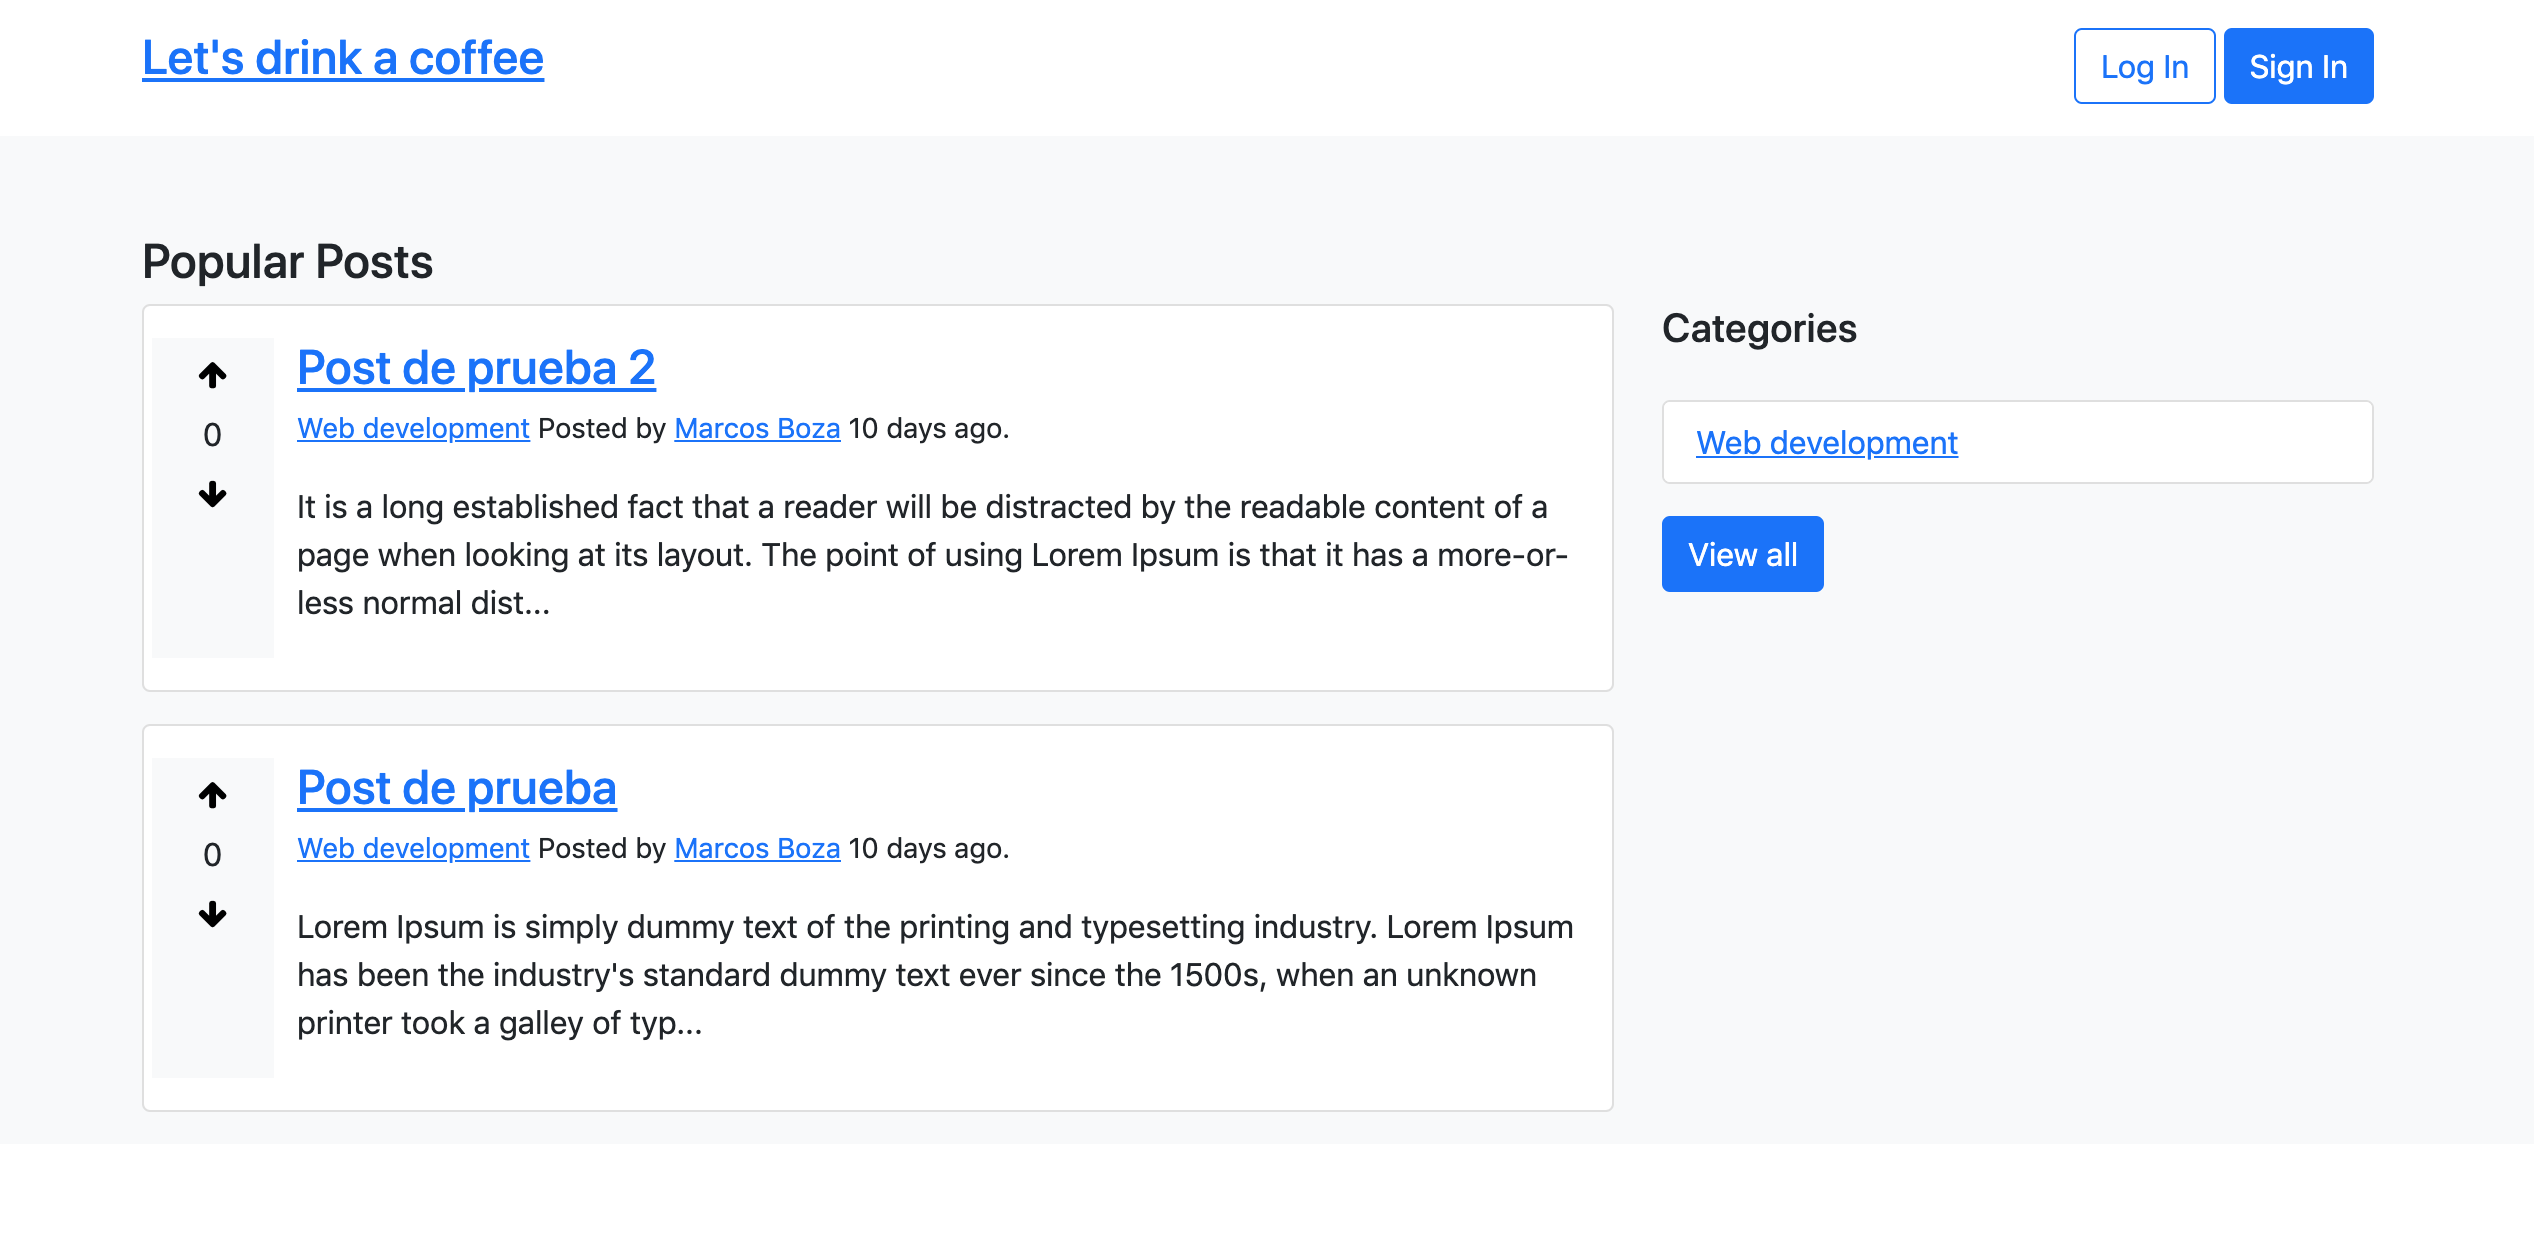 Let's drink a coffee
Log In
Sign In
Popular Posts
Post de prueba 2
0
Web development Posted by Marcos Boza 10 days ago.
It is a long established fact that a reader will be distracted by the readable content of a
page when looking at its layout. The point of using Lorem Ipsum is that it has a more-or-
less normal dist...
Post de prueba
0
Web development Posted by Marcos Boza 10 days ago.
Lorem Ipsum is simply dummy text of the printing and typesetting industry. Lorem Ipsum
has been the industry's standard dummy text ever since the 1500s, when an unknown
printer took a galley of typ...
Categories
Web development
View all